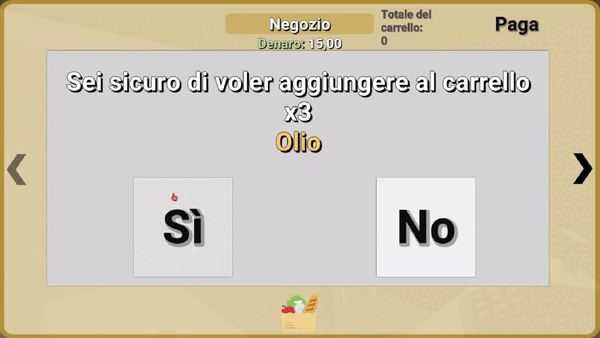 Negozio
Denaro: 15,00
Totale del
carrello:
0
Paga
Sei sicuro di voler aggiungere al carrello
x3
Olio
Sì
No